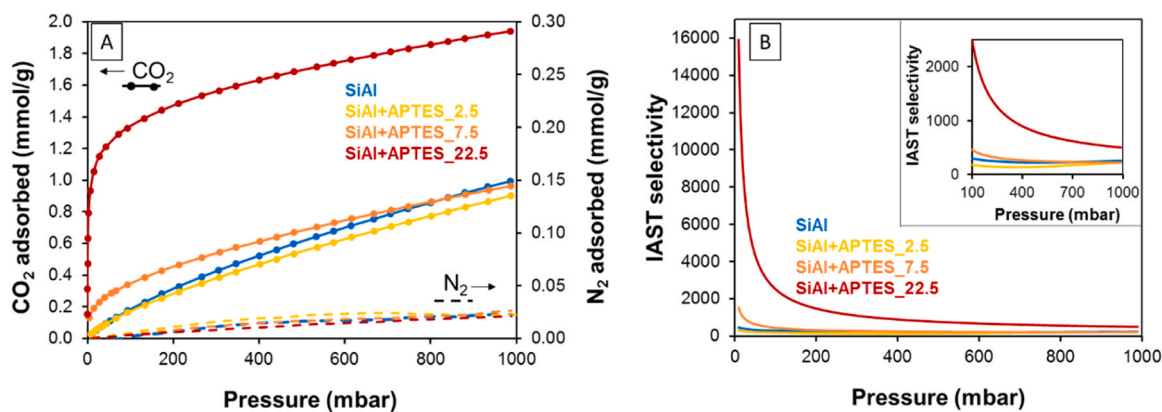 A
CO2 adsorbed (mmol/g)
2.0
1.8
1.6
1.4
1.2
1.0
0.8
0.6
0.4
0.2
0.0
← CO2
SiAl
SiAl+APTES_2.5
SiAl+APTES_7.5
SiAl+APTES_22.5
N2→
0.30
0.25
0.20
0.15
0.10
0.05
0.00
N2 adsorbed (mmol/g)
0 200 400 600 800 1000
Pressure (mbar)
B
IAST selectivity
16000
14000
12000
10000
8000
6000
4000
2000
0
SiAl
SiAl+APTES_2.5
SiAl+APTES_7.5
SiAl+APTES_22.5
0 200 400 600 800 1000
Pressure (mbar)
IAST selectivity
2000
1000
0
100 400 700 1000
Pressure (mbar)